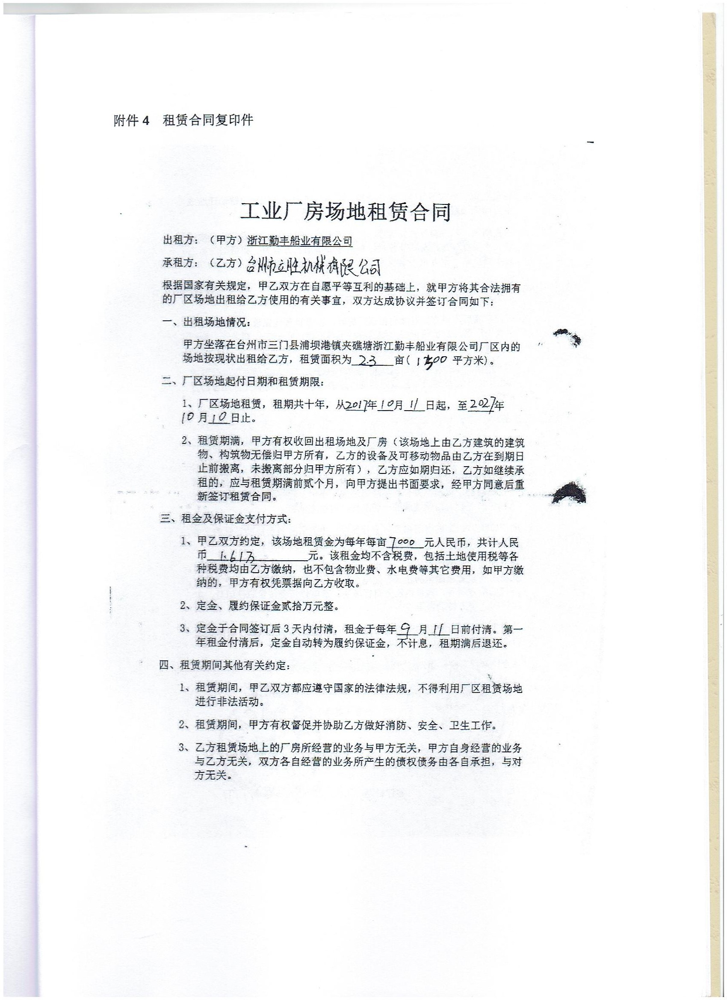 附件 4 租赁合同复印件
工业厂房场地租赁合同
出租方：（甲方）浙江勤丰船业有限公司
承租方：（乙方）台州市立胜机械有限公司
根据国家有关规定，甲乙双方在自愿平等互利的基础上，就甲方将其合法拥有
的厂区场地出租给乙方使用的有关事宜，双方达成协议并签订合同如下：
一、出租场地情况：
甲方坐落在台州市三门县浦坝港镇夹礁塘浙江勤丰船业有限公司厂区内的
场地按现状出租给乙方，租赁面积为 2.3 亩( 1500 平方米)。
二、厂区场地起付日期和租赁期限：
1、厂区场地租赁，租期共十年，从2017年10月11日起，至2027年
10月10日止。
2、租赁期满，甲方有权收回出租场地及厂房（该场地上由乙方建筑的建筑
物、构筑物无偿归甲方所有，乙方的设备及可移动物品由乙方在到期日
止前搬离，未搬离部分归甲方所有），乙方应如期归还，乙方如继续承
租的，应与租赁期满前贰个月，向甲方提出书面要求，经甲方同意后重
新签订租赁合同。
三、租金及保证金支付方式：
1、甲乙双方约定，该场地租赁金为每年每亩7000元人民币，共计人民
币 1.61万 元。该租金均不含税费，包括土地使用税等各
种税费均由乙方缴纳，也不包含物业费、水电费等其它费用，如甲方缴
纳的，甲方有权凭票据向乙方收取。
2、定金、履约保证金贰拾万元整。
3、定金于合同签订后 3 天内付清，租金于每年 9 月 11 日前付清。第一
年租金付清后，定金自动转为履约保证金，不计息，租期满后退还。
四、租赁期间其他有关约定：
1、租赁期间，甲乙双方都应遵守国家的法律法规，不得利用厂区租赁场地
进行非法活动。
2、租赁期间，甲方有权督促并协助乙方做好消防、安全、卫生工作。
3、乙方租赁场地上的厂房所经营的业务与甲方无关，甲方自身经营的业务
与乙方无关，双方各自经营的业务所产生的债权债务由各自承担，与对
方无关。